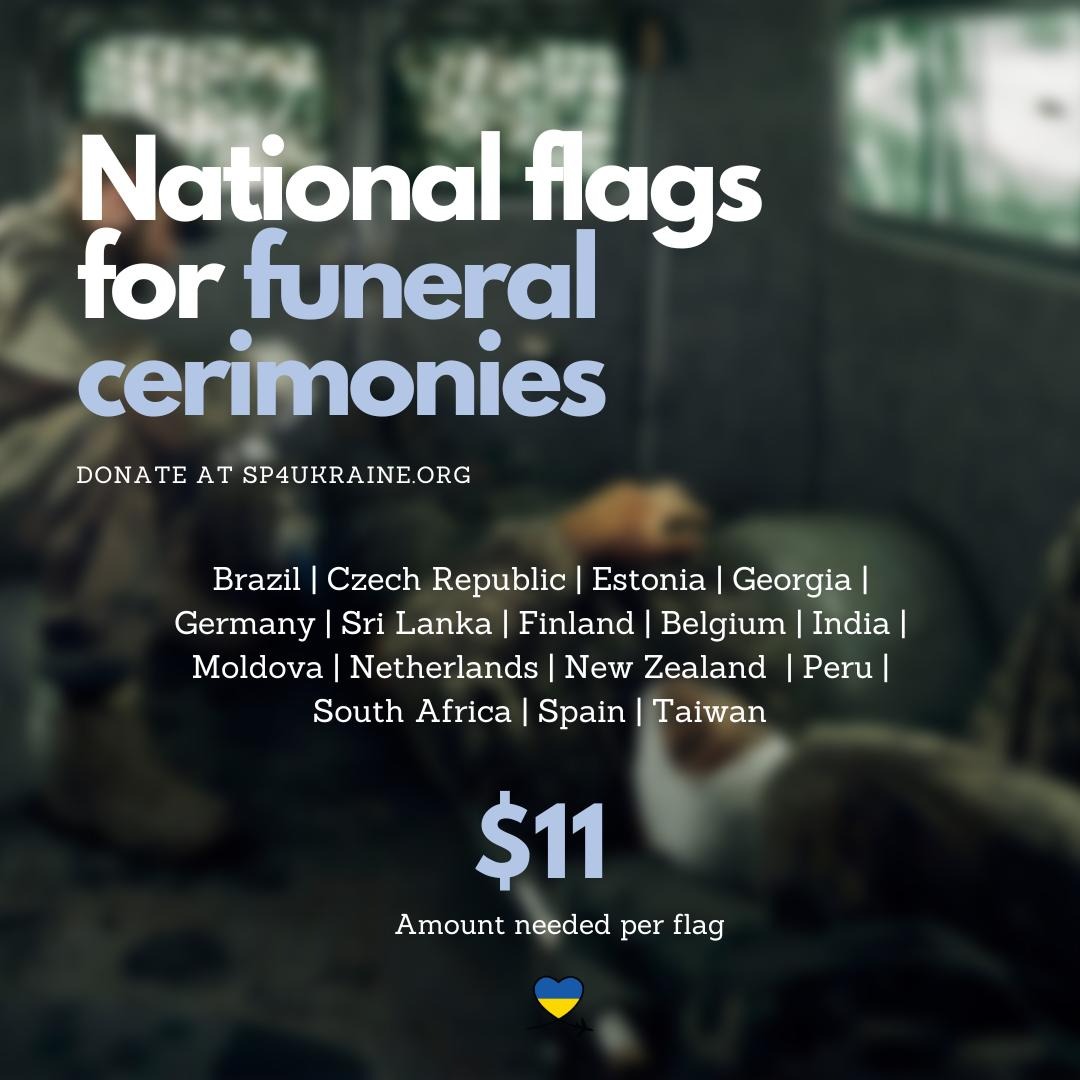 National flags
for funeral
cerimonies
DONATE AT SP4UKRAINE.ORG
Brazil | Czech Republic | Estonia | Georgia |
Germany | Sri Lanka | Finland | Belgium | India |
Moldova | Netherlands | New Zealand  | Peru |
South Africa | Spain | Taiwan
$11
Amount needed per flag